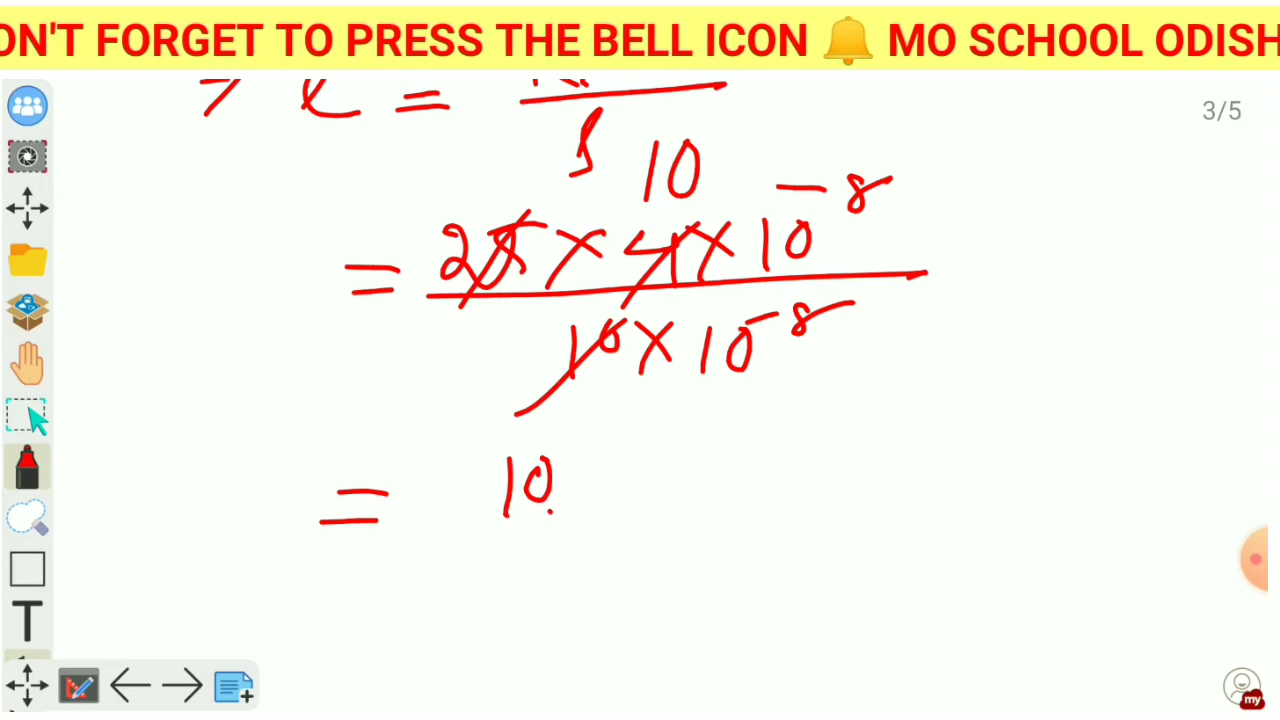 ON'T FORGET TO PRESS THE BELL ICON 🔔 MO SCHOOL ODISH
3/5
⇒ l =
ρ
10
= 25 × 4 × 10⁻⁸
10 × 10⁻⁸
= 10
T
my